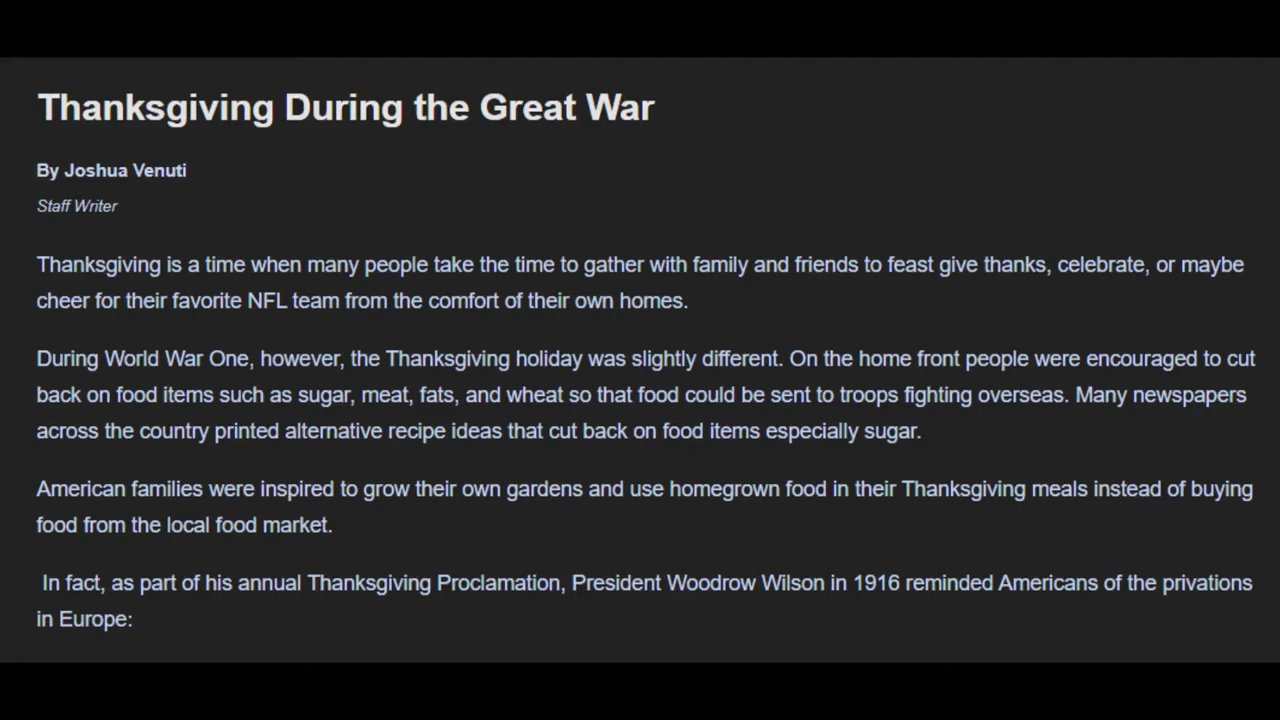 Thanksgiving During the Great War
By Joshua Venuti
Staff Writer
Thanksgiving is a time when many people take the time to gather with family and friends to feast give thanks, celebrate, or maybe
cheer for their favorite NFL team from the comfort of their own homes.
During World War One, however, the Thanksgiving holiday was slightly different. On the home front people were encouraged to cut
back on food items such as sugar, meat, fats, and wheat so that food could be sent to troops fighting overseas. Many newspapers
across the country printed alternative recipe ideas that cut back on food items especially sugar.
American families were inspired to grow their own gardens and use homegrown food in their Thanksgiving meals instead of buying
food from the local food market.
In fact, as part of his annual Thanksgiving Proclamation, President Woodrow Wilson in 1916 reminded Americans of the privations
in Europe: